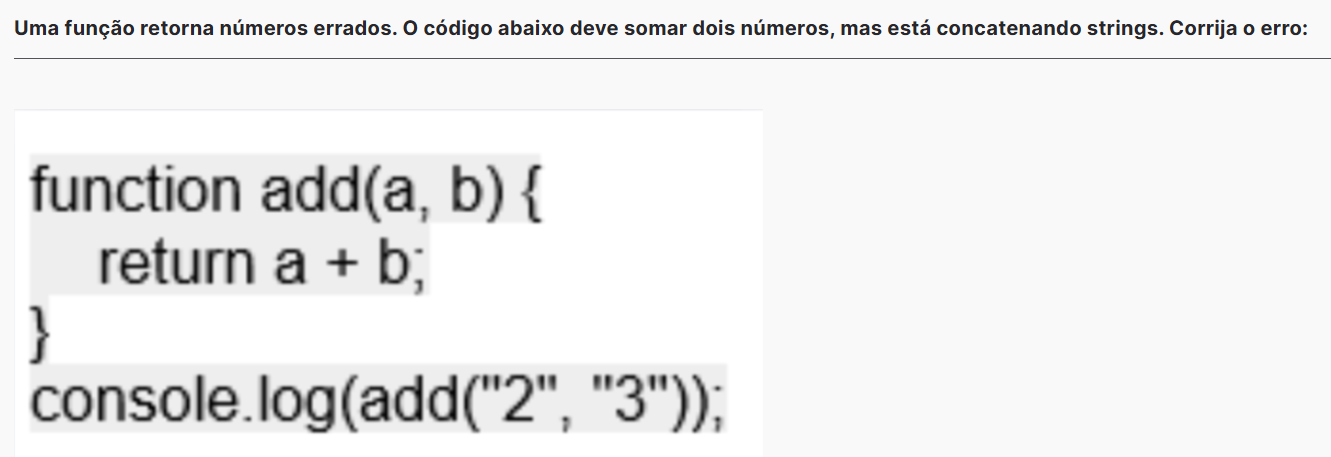 Uma função retorna números errados. O código abaixo deve somar dois números, mas está concatenando strings. Corrija o erro:
function add(a, b) {
    return a + b;
}
console.log(add("2", "3"));